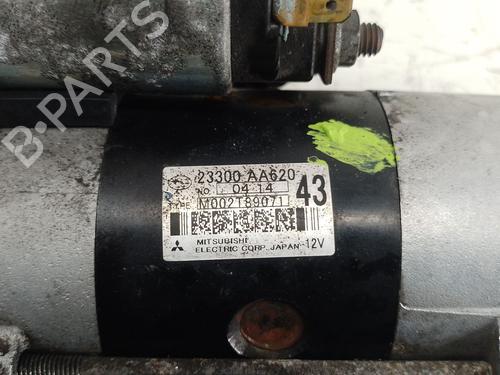 B-PARTS
23300 AA620
NO. 04 14
43
TYPE M002T89071
MITSUBISHI
ELECTRIC CORP. JAPAN 12V